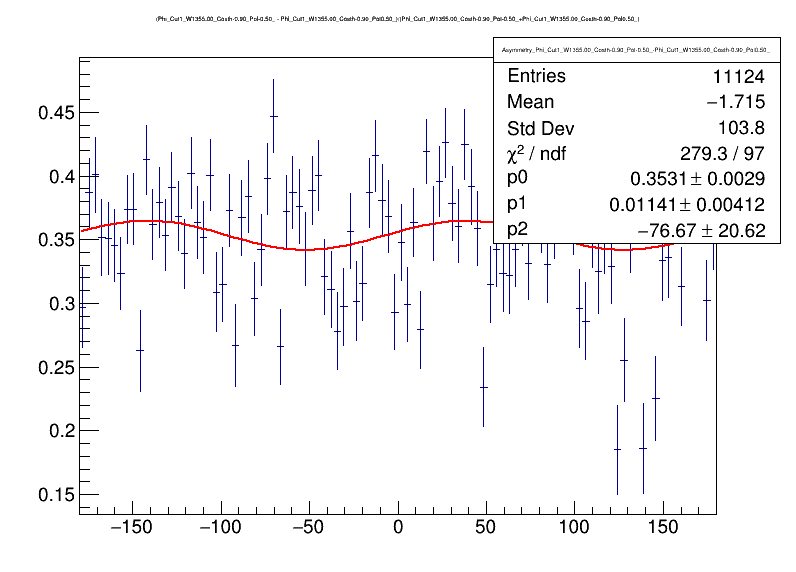 (Phi_Cut1_W1355.00_Costh-0.90_Pol-0.50_ - Phi_Cut1_W1355.00_Costh-0.90_Pol0.50_)/(Phi_Cut1_W1355.00_Costh-0.90_Pol-0.50_+Phi_Cut1_W1355.00_Costh-0.90_Pol0.50_)
Asymmetry_Phi_Cut1_W1355.00_Costh-0.90_Pol0.50_-Phi_Cut1_W1355.00_Costh-0.90_Pol0.50_
Entries 11124
Mean −1.715
Std Dev 103.8
χ² / ndf 279.3 / 97
p0 0.3531 ± 0.0029
p1 0.01141 ± 0.00412
p2 −76.67 ± 20.62
0.45
0.4
0.35
0.3
0.25
0.2
0.15
−150 −100 −50 0 50 100 150